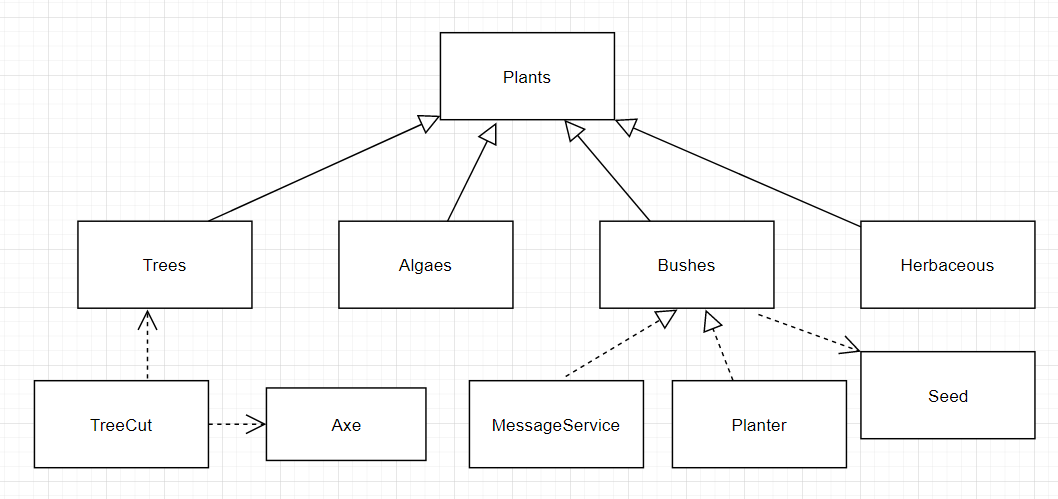 Plants
Trees
Algaes
Bushes
Herbaceous
TreeCut
Axe
MessageService
Planter
Seed